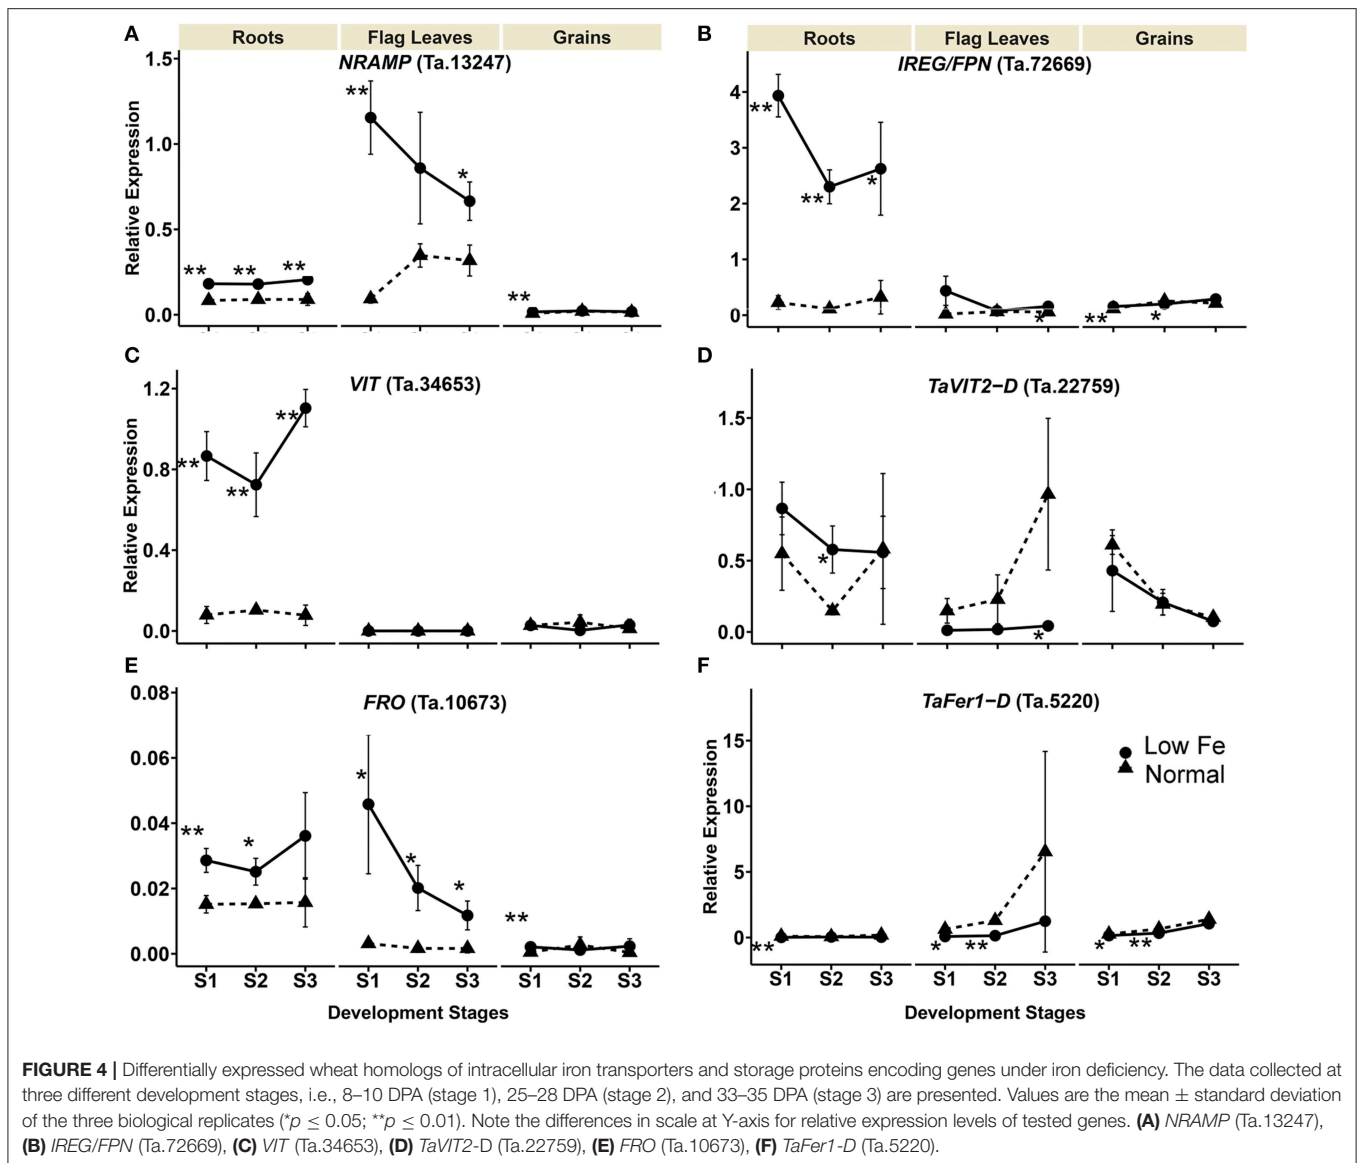 A
Roots
Flag Leaves
Grains
NRAMP (Ta.13247)
Relative Expression
1.5
1.0
0.5
0.0
**
**
**
**
*
**
B
Roots
Flag Leaves
Grains
IREG/FPN (Ta.72669)
4
3
2
1
0
**
**
*
*
**
*
C
VIT (Ta.34653)
Relative Expression
1.2
0.8
0.4
0.0
**
**
**
D
TaVIT2−D (Ta.22759)
1.5
1.0
0.5
0.0
*
*
E
FRO (Ta.10673)
0.08
0.06
0.04
0.02
0.00
**
*
*
*
*
**
S1 S2 S3 S1 S2 S3 S1 S2 S3
Development Stages
F
TaFer1−D (Ta.5220)
Relative Expression
15
10
5
0
Low Fe
Normal
**
*
**
*
**
S1 S2 S3 S1 S2 S3 S1 S2 S3
Development Stages
FIGURE 4 | Differentially expressed wheat homologs of intracellular iron transporters and storage proteins encoding genes under iron deficiency. The data collected at
three different development stages, i.e., 8–10 DPA (stage 1), 25–28 DPA (stage 2), and 33–35 DPA (stage 3) are presented. Values are the mean ± standard deviation
of the three biological replicates (*p ≤ 0.05; **p ≤ 0.01). Note the differences in scale at Y-axis for relative expression levels of tested genes. (A) NRAMP (Ta.13247),
(B) IREG/FPN (Ta.72669), (C) VIT (Ta.34653), (D) TaVIT2-D (Ta.22759), (E) FRO (Ta.10673), (F) TaFer1-D (Ta.5220).